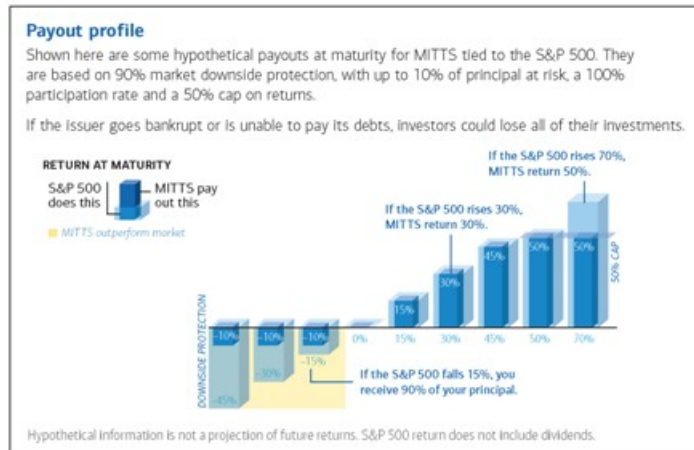 Payout profile
Shown here are some hypothetical payouts at maturity for MITTS tied to the S&P 500. They
are based on 90% market downside protection, with up to 10% of principal at risk, a 100%
participation rate and a 50% cap on returns.
If the issuer goes bankrupt or is unable to pay its debts, investors could lose all of their investments.
RETURN AT MATURITY
S&P 500
does this
MITTS pay
out this
MITTS outperform market
If the S&P 500 rises 70%,
MITTS return 50%.
If the S&P 500 rises 30%,
MITTS return 30%.
15%
30%
45%
50%
50%
50% CAP
DOWNSIDE PROTECTION
-10%
-10%
-10%
0%
15%
30%
45%
50%
70%
-45%
-30%
-15%
If the S&P 500 falls 15%, you
receive 90% of your principal.
Hypothetical information is not a projection of future returns. S&P 500 return does not include dividends.